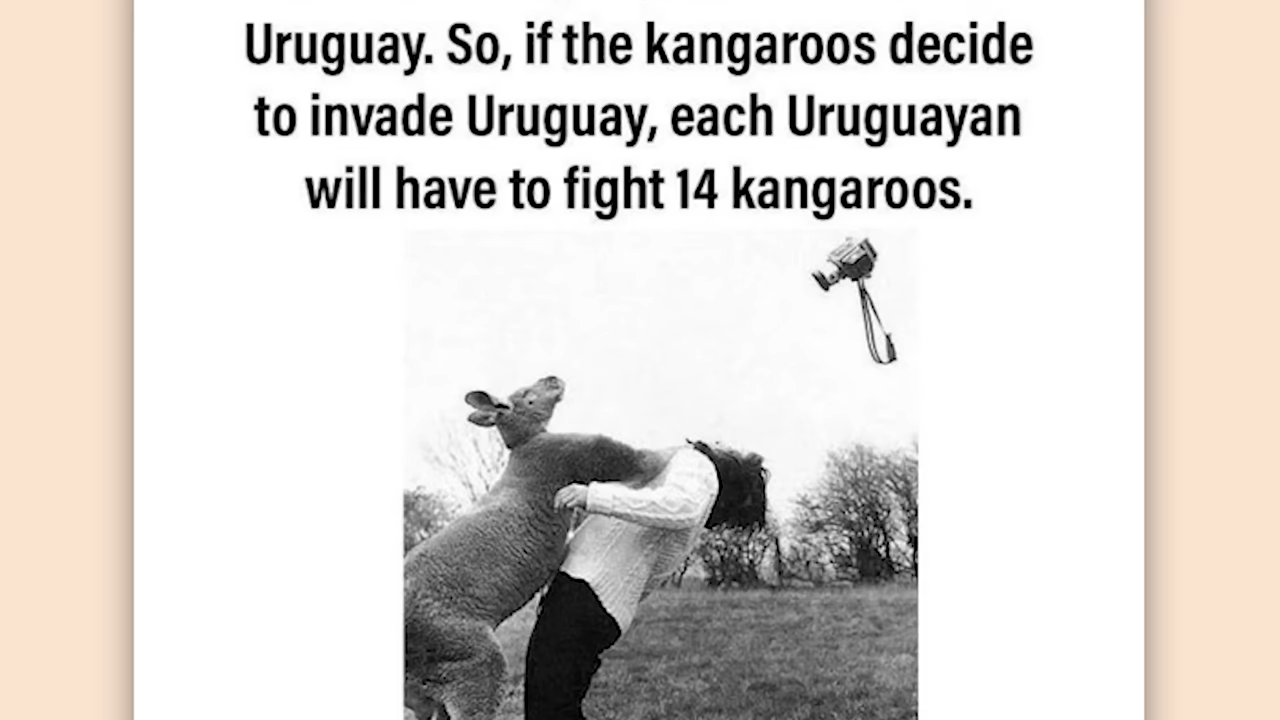 Uruguay. So, if the kangaroos decide
to invade Uruguay, each Uruguayan
will have to fight 14 kangaroos.